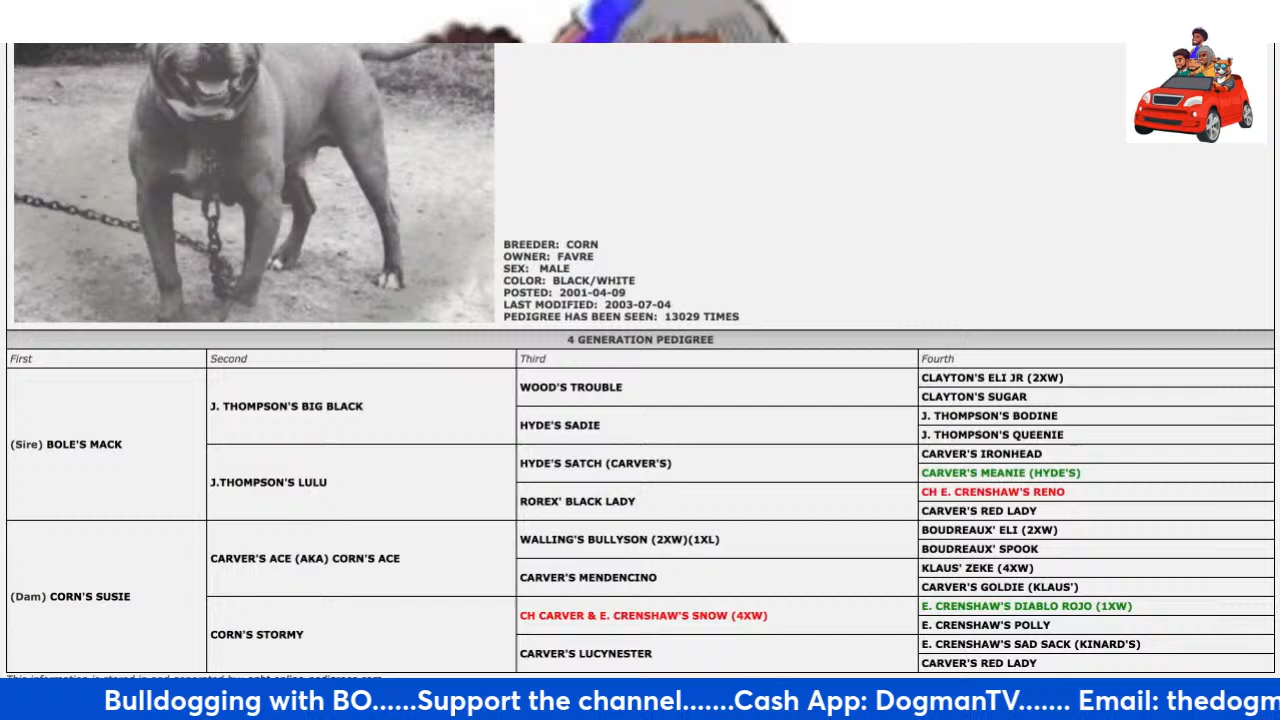 BREEDER: CORN
OWNER: FAVRE
SEX: MALE
COLOR: BLACK/WHITE
POSTED: 2001-04-09
LAST MODIFIED: 2003-07-04
PEDIGREE HAS BEEN SEEN: 13029 TIMES
4 GENERATION PEDIGREE
First Second Third Fourth
(Sire) BOLE'S MACK
J. THOMPSON'S BIG BLACK
WOOD'S TROUBLE
CLAYTON'S ELI JR (2XW)
CLAYTON'S SUGAR
HYDE'S SADIE
J. THOMPSON'S BODINE
J. THOMPSON'S QUEENIE
J.THOMPSON'S LULU
HYDE'S SATCH (CARVER'S)
CARVER'S IRONHEAD
CARVER'S MEANIE (HYDE'S)
ROREX' BLACK LADY
CH E. CRENSHAW'S RENO
CARVER'S RED LADY
(Dam) CORN'S SUSIE
CARVER'S ACE (AKA) CORN'S ACE
WALLING'S BULLYSON (2XW)(1XL)
BOUDREAUX' ELI (2XW)
BOUDREAUX' SPOOK
CARVER'S MENDENCINO
KLAUS' ZEKE (4XW)
CARVER'S GOLDIE (KLAUS')
CORN'S STORMY
CH CARVER & E. CRENSHAW'S SNOW (4XW)
E. CRENSHAW'S DIABLO ROJO (1XW)
E. CRENSHAW'S POLLY
CARVER'S LUCYNESTER
E. CRENSHAW'S SAD SACK (KINARD'S)
CARVER'S RED LADY
Bulldogging with BO......Support the channel.......Cash App: DogmanTV....... Email: thedogm